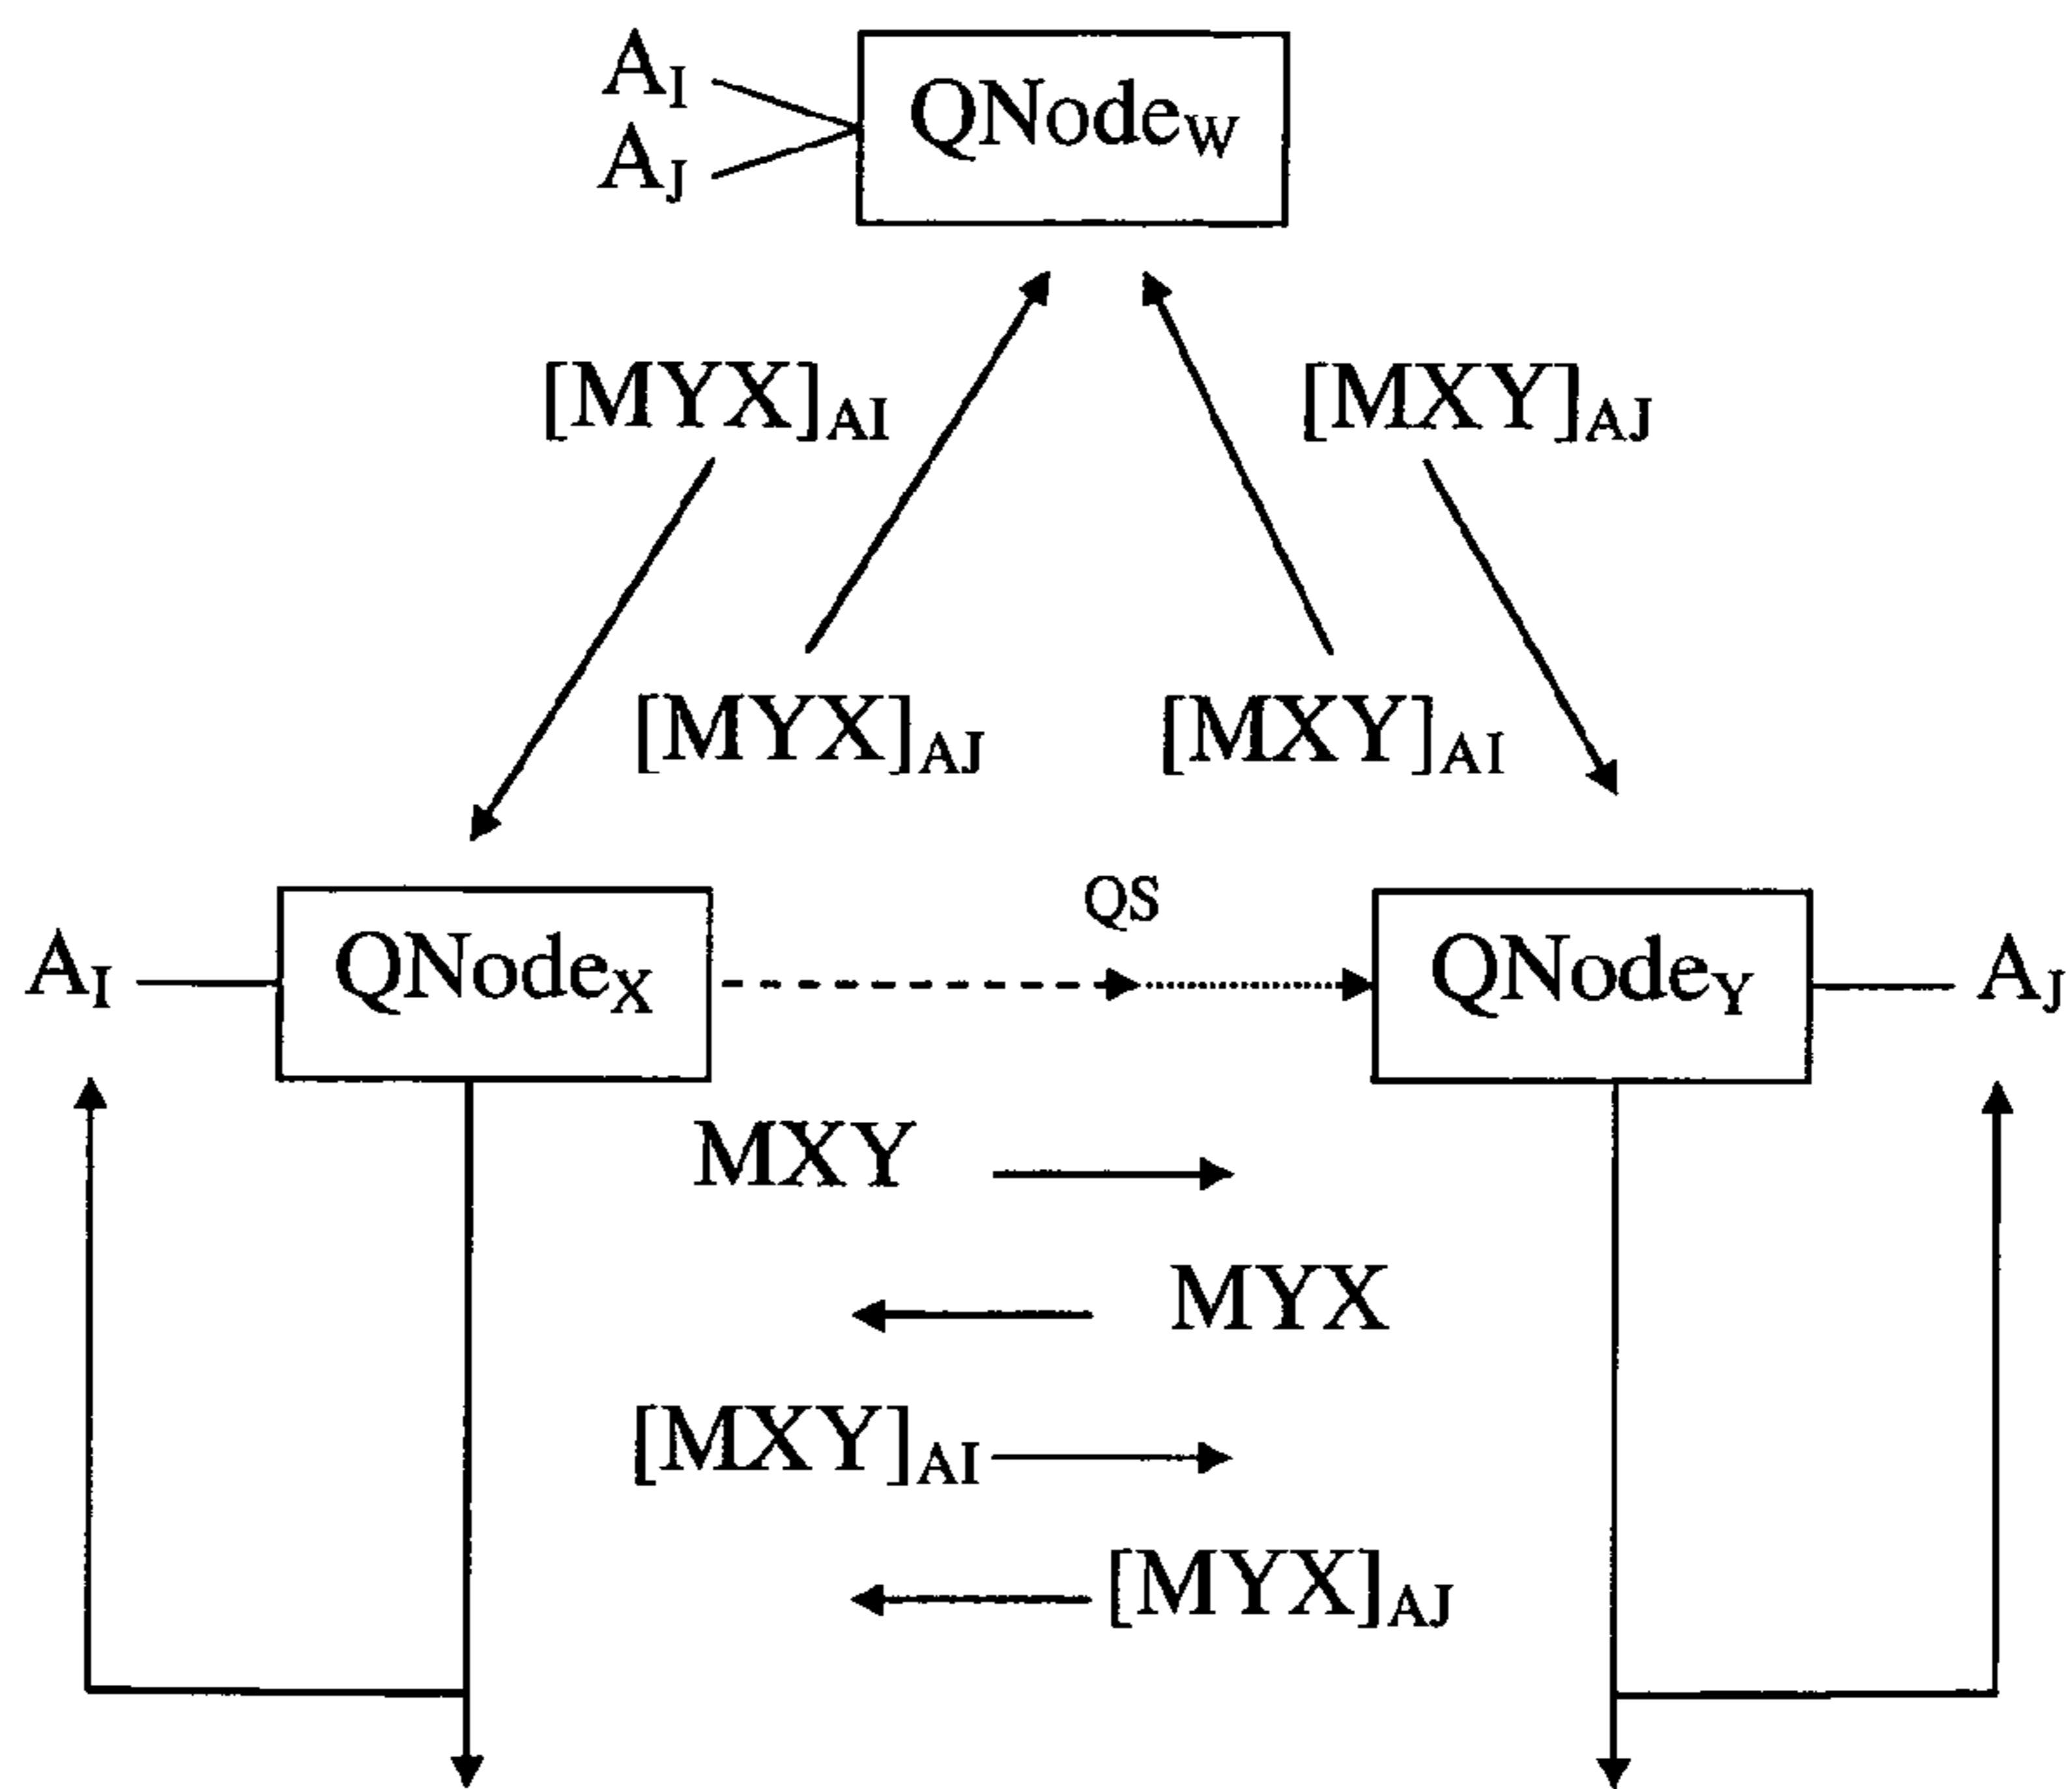 A_I
A_J
QNode_W
[MYX]_AI
[MXY]_AJ
[MYX]_AJ
[MXY]_AI
QS
A_I
QNode_X
QNode_Y
A_J
MXY
MYX
[MXY]_AI
[MYX]_AJ